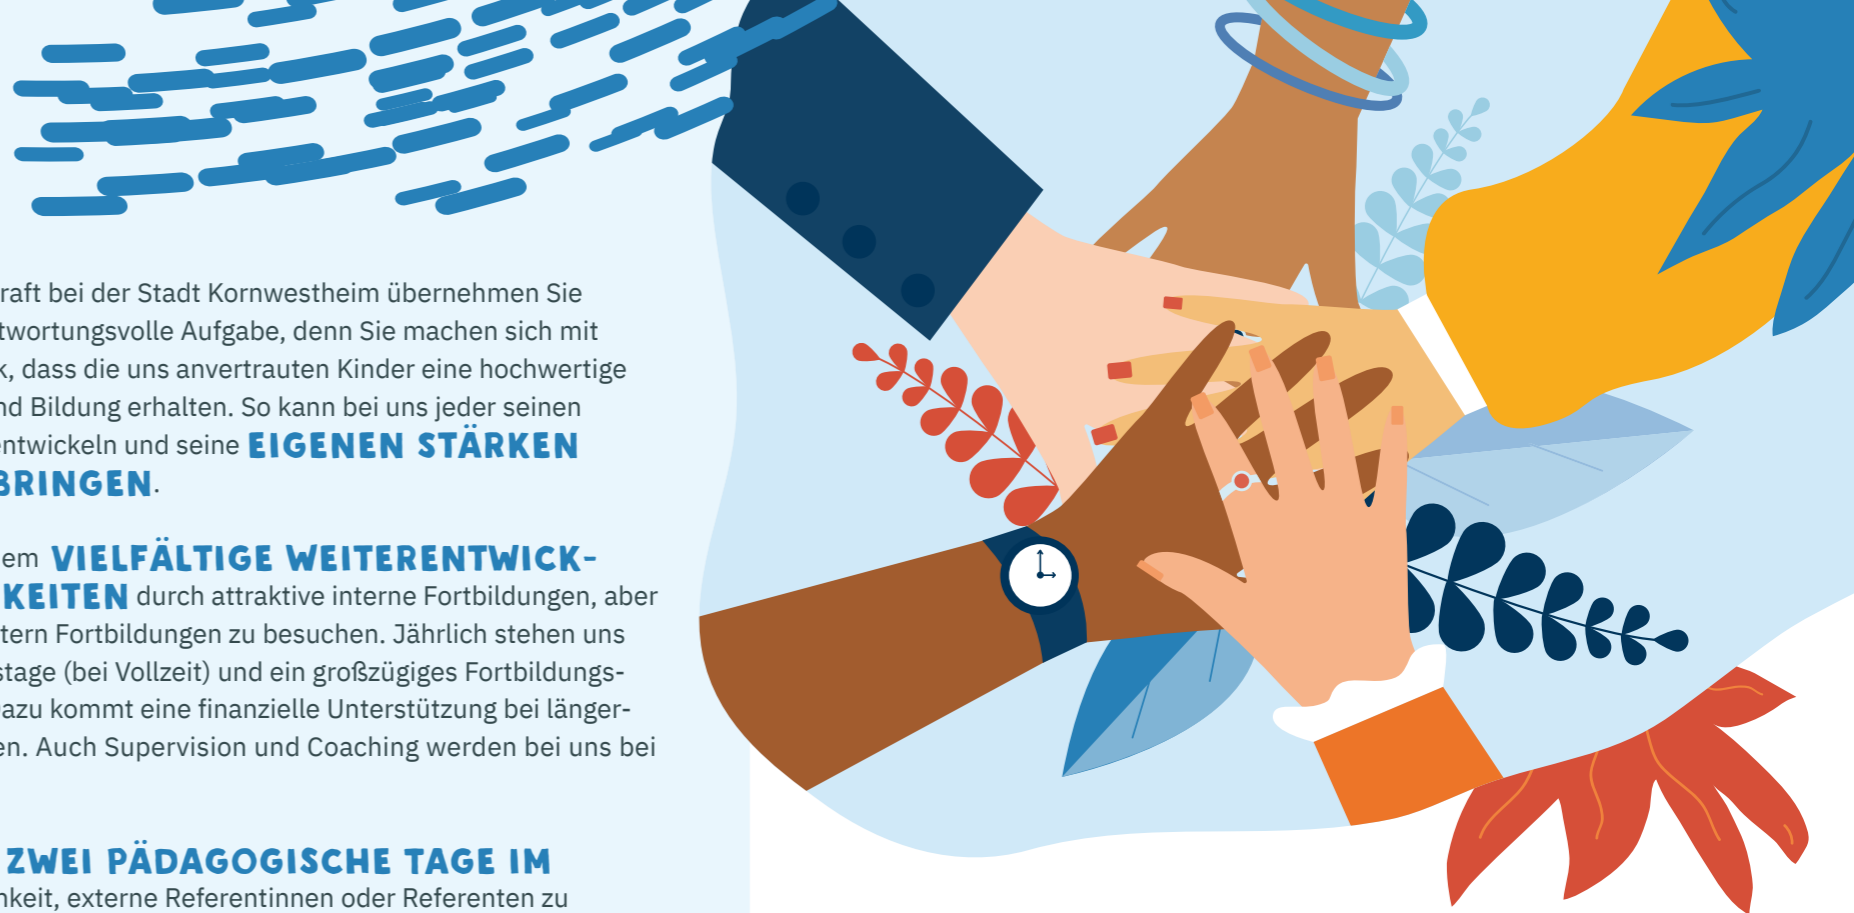 raft bei der Stadt Kornwestheim übernehmen Sie
twortungsvolle Aufgabe, denn Sie machen sich mit
k, dass die uns anvertrauten Kinder eine hochwertige
nd Bildung erhalten. So kann bei uns jeder seinen
entwickeln und seine EIGENEN STÄRKEN
BRINGEN.
em VIELFÄLTIGE WEITERENTWICK-
KEITEN durch attraktive interne Fortbildungen, aber
tern Fortbildungen zu besuchen. Jährlich stehen uns
stage (bei Vollzeit) und ein großzügiges Fortbildungs-
Dazu kommt eine finanzielle Unterstützung bei länger-
en. Auch Supervision und Coaching werden bei uns bei
ZWEI PÄDAGOGISCHE TAGE IM
hkeit, externe Referentinnen oder Referenten zu